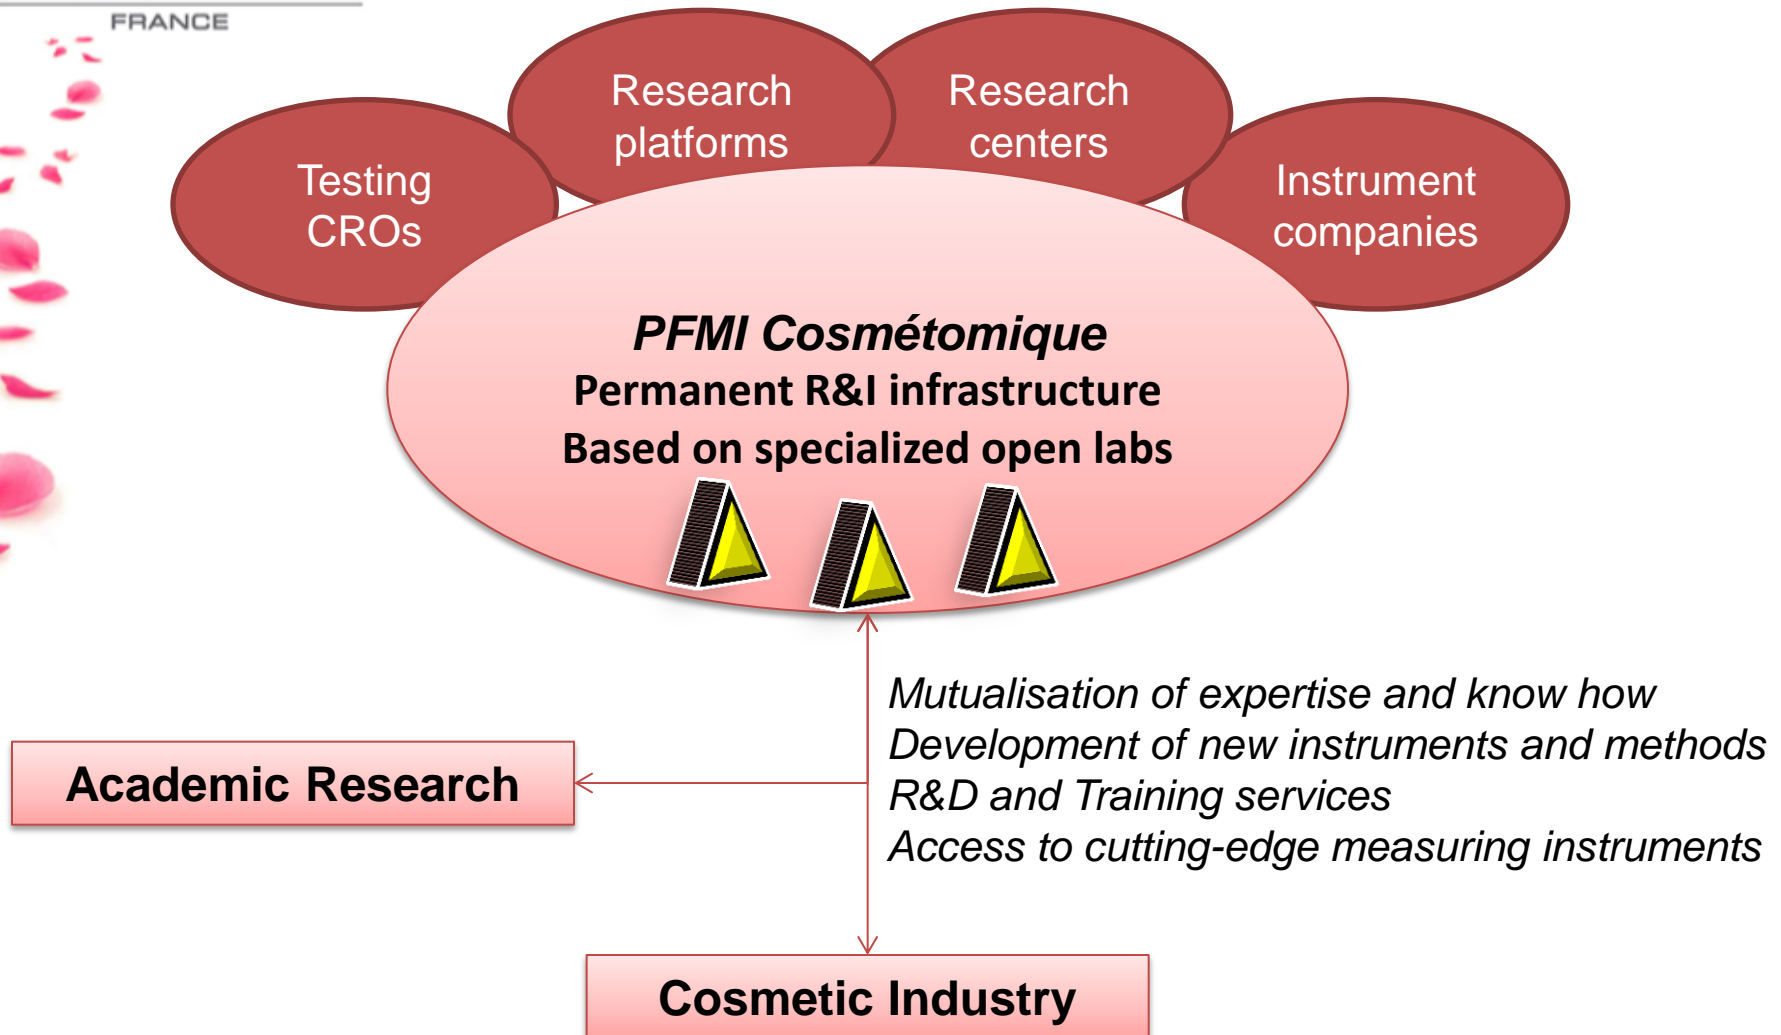 FRANCE
Research
platforms
Research
centers
Testing
CROs
Instrument
companies
PFMI Cosmétomique
Permanent R&I infrastructure
Based on specialized open labs
Mutualisation of expertise and know how
Development of new instruments and methods
R&D and Training services
Access to cutting-edge measuring instruments
Academic Research
Cosmetic Industry